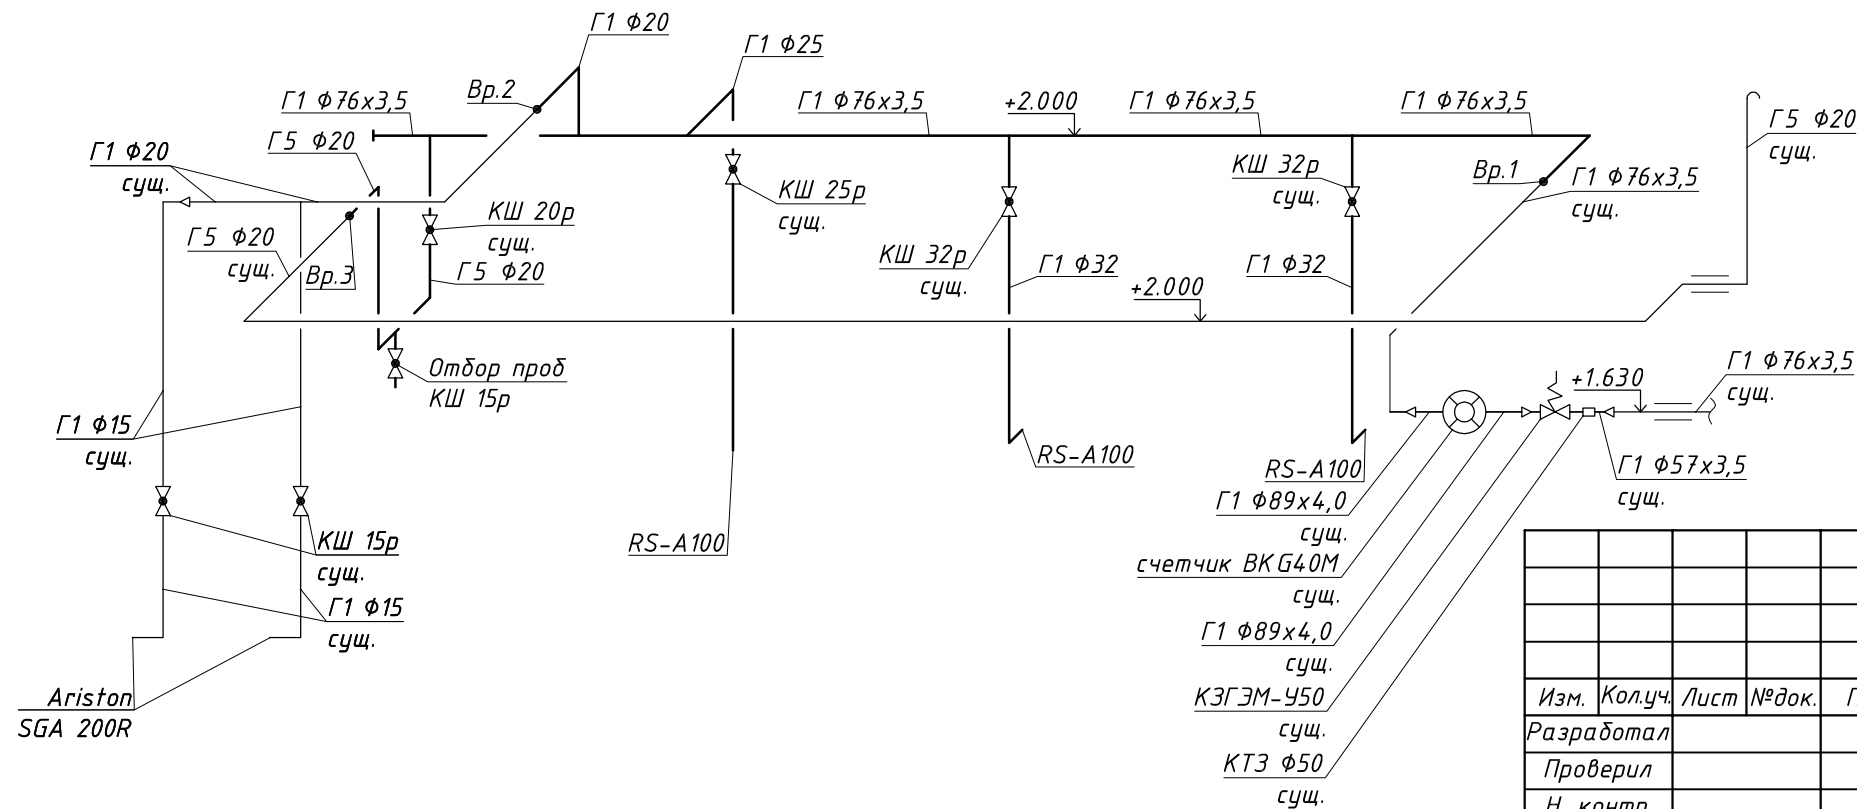 Г1 Ф20
Г1 Ф25
Вр.2
Г1 Ф76х3,5
Г1 Ф76х3,5
+2.000
Г1 Ф76х3,5
Г1 Ф76х3,5
Г5 Ф20
сущ.
Г5 Ф20
Г1 Ф20
сущ.
КШ 25р
сущ.
КШ 32р
сущ.
Вр.1
Г1 Ф76х3,5
сущ.
КШ 20р
сущ.
Г5 Ф20
сущ.
Вр.3
Г5 Ф20
КШ 32р
сущ.
Г1 Ф32
Г1 Ф32
+2.000
Отбор проб
КШ 15р
+1.630
Г1 Ф76х3,5
сущ.
Г1 Ф15
сущ.
RS-A100
RS-A100
Г1 Ф57х3,5
сущ.
Г1 Ф89х4,0
сущ.
RS-A100
КШ 15р
сущ.
счетчик BK G40M
сущ.
Г1 Ф15
сущ.
Г1 Ф89х4,0
сущ.
Ariston
SGA 200R
КЗГЭМ-У50
сущ.
КТЗ Ф50
сущ.
Изм. Кол.уч. Лист №док.
Разработал
Проверил